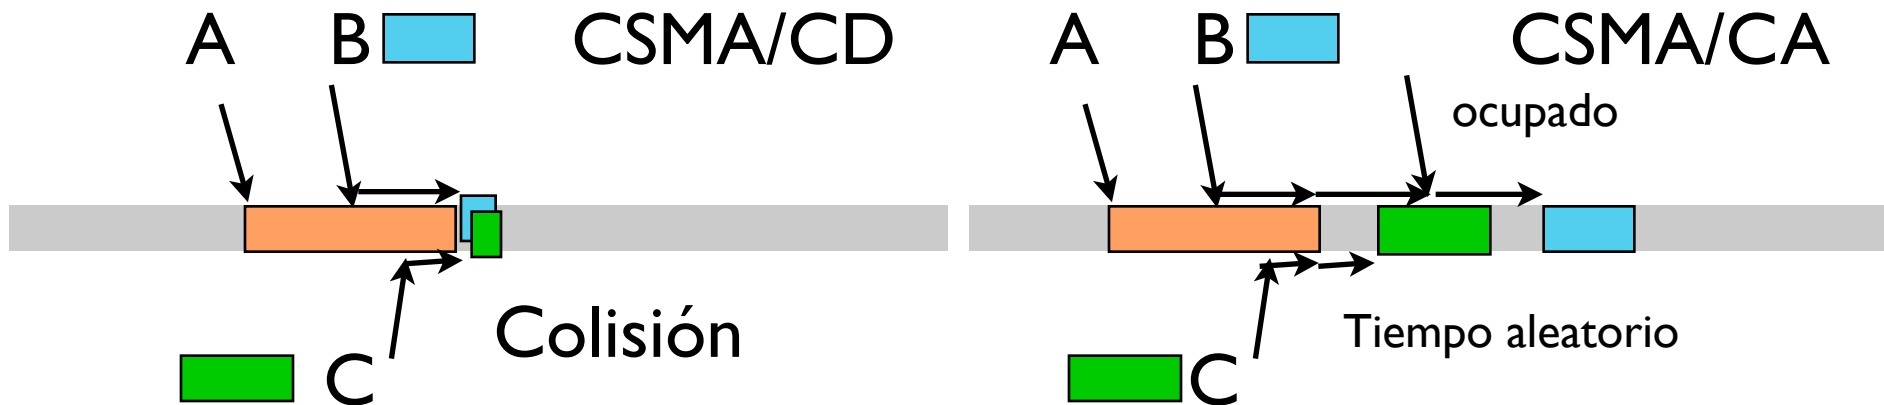 A B CSMA/CD
Colisión
C
A B CSMA/CA
ocupado
Tiempo aleatorio
C